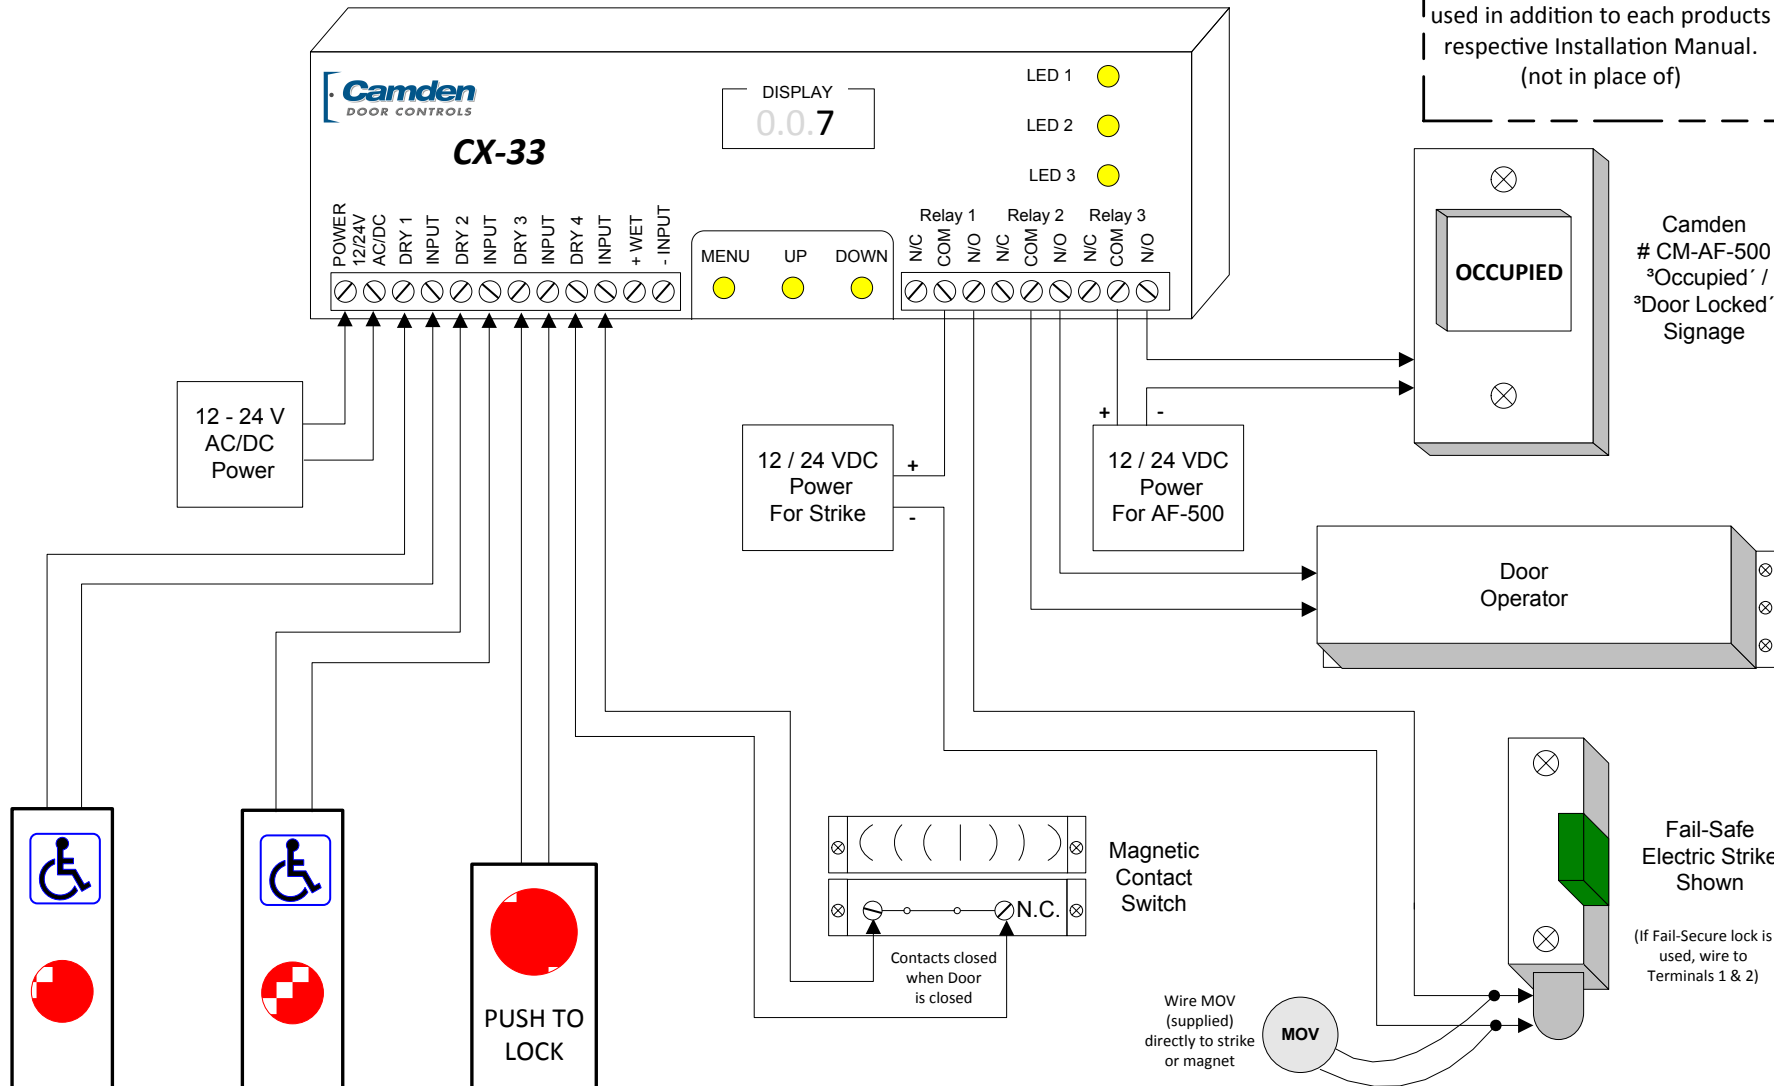 used in addition to each products
respective Installation Manual.
(not in place of)
Camden
DOOR CONTROLS
CX-33
DISPLAY
0.0.7
LED 1
LED 2
LED 3
POWER
12/24V
AC/DC
DRY 1
INPUT
DRY 2
INPUT
DRY 3
INPUT
DRY 4
INPUT
+ WET
- INPUT
MENU UP DOWN
Relay 1 Relay 2 Relay 3
N/C
COM
N/O
N/C
COM
N/O
N/C
COM
N/O
OCCUPIED
Camden
# CM-AF-500
³Occupied´ /
³Door Locked´
Signage
12 - 24 V
AC/DC
Power
12 / 24 VDC
Power
For Strike
+
-
+ -
12 / 24 VDC
Power
For AF-500
Door
Operator
Magnetic
Contact
Switch
N.C.
Contacts closed
when Door
is closed
Fail-Safe
Electric Strike
Shown
(If Fail-Secure lock is
used, wire to
Terminals 1 & 2)
PUSH TO
LOCK
Wire MOV
(supplied)
directly to strike
or magnet
MOV